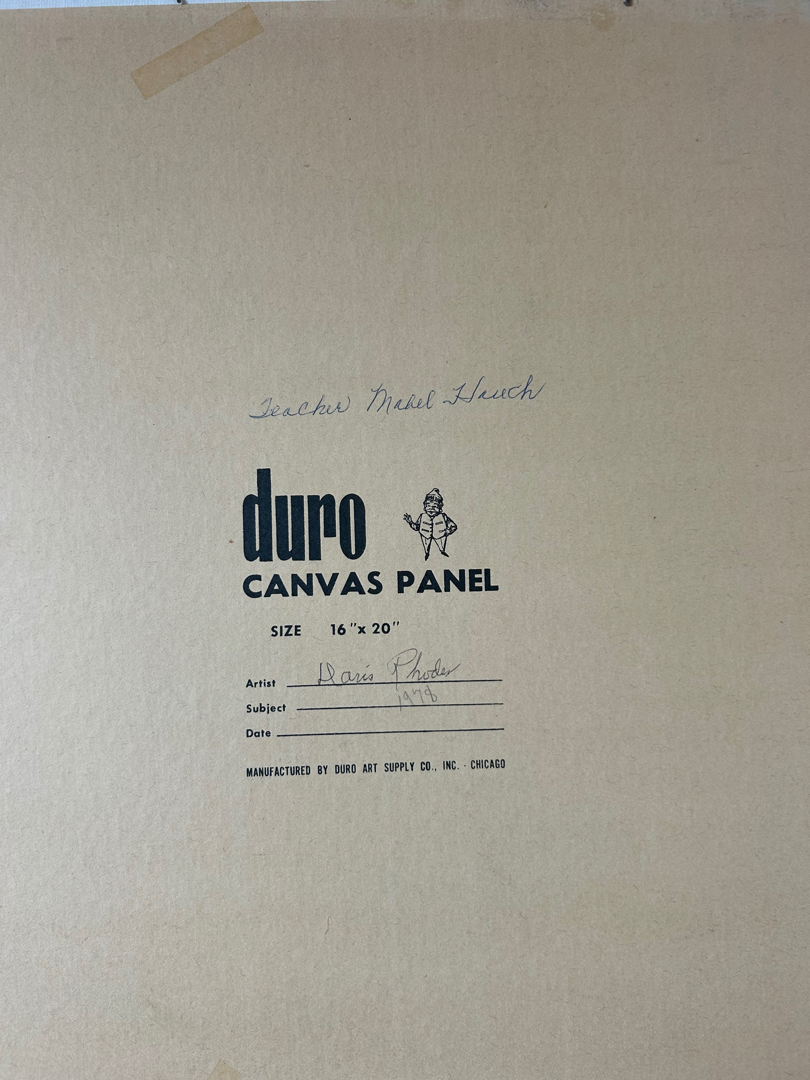 Teacher Mabel Hauch
duro
CANVAS PANEL
SIZE 16"x 20"
Artist Doris Rhodes
Subject 1978
Date
MANUFACTURED BY DURO ART SUPPLY CO., INC. - CHICAGO